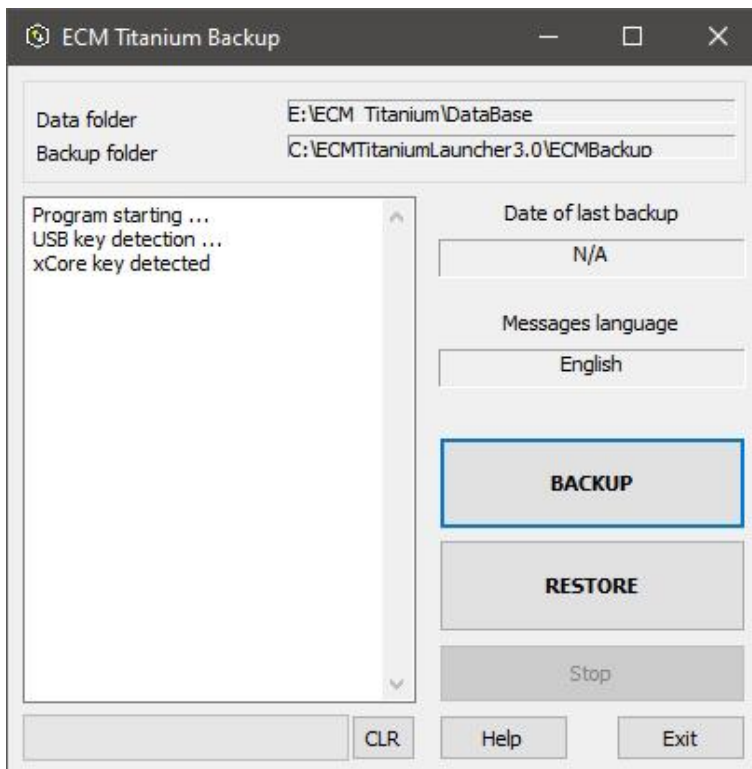 ECM Titanium Backup
Data folder
E:\ECM Titanium\DataBase
Backup folder
C:\ECMTitaniumLauncher3.0\ECMBackup
Program starting ...
USB key detection ...
xCore key detected
Date of last backup
N/A
Messages language
English
BACKUP
RESTORE
Stop
CLR
Help
Exit